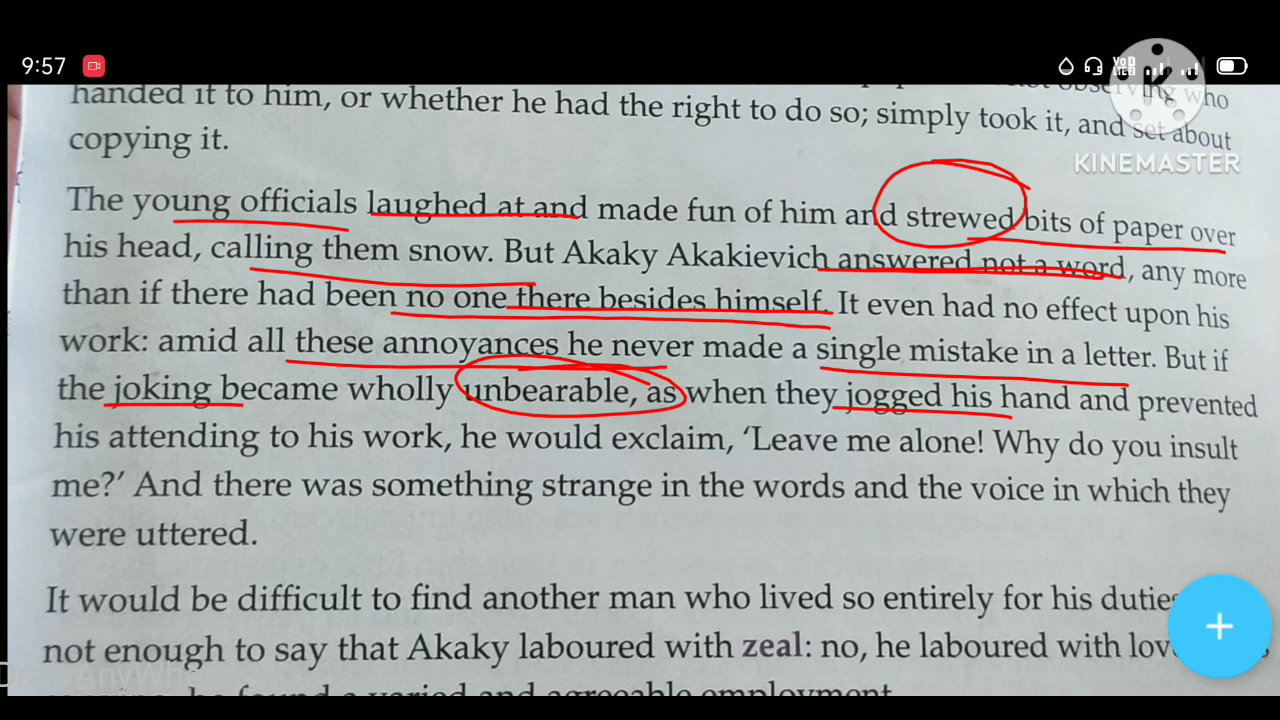 9:57
VoD
LTE2
handed it to him, or whether he had the right to do so; simply took it, and set about
who
KINEMASTER
copying it.
The young officials laughed at and made fun of him and strewed bits of paper over
his head, calling them snow. But Akaky Akakievich answered not a word, any more
than if there had been no one there besides himself. It even had no effect upon his
work: amid all these annoyances he never made a single mistake in a letter. But if
the joking became wholly unbearable, as when they jogged his hand and prevented
his attending to his work, he would exclaim, ‘Leave me alone! Why do you insult
me?’ And there was something strange in the words and the voice in which they
were uttered.
It would be difficult to find another man who lived so entirely for his duties
not enough to say that Akaky laboured with zeal: no, he laboured with
found a varied and agreeable employment